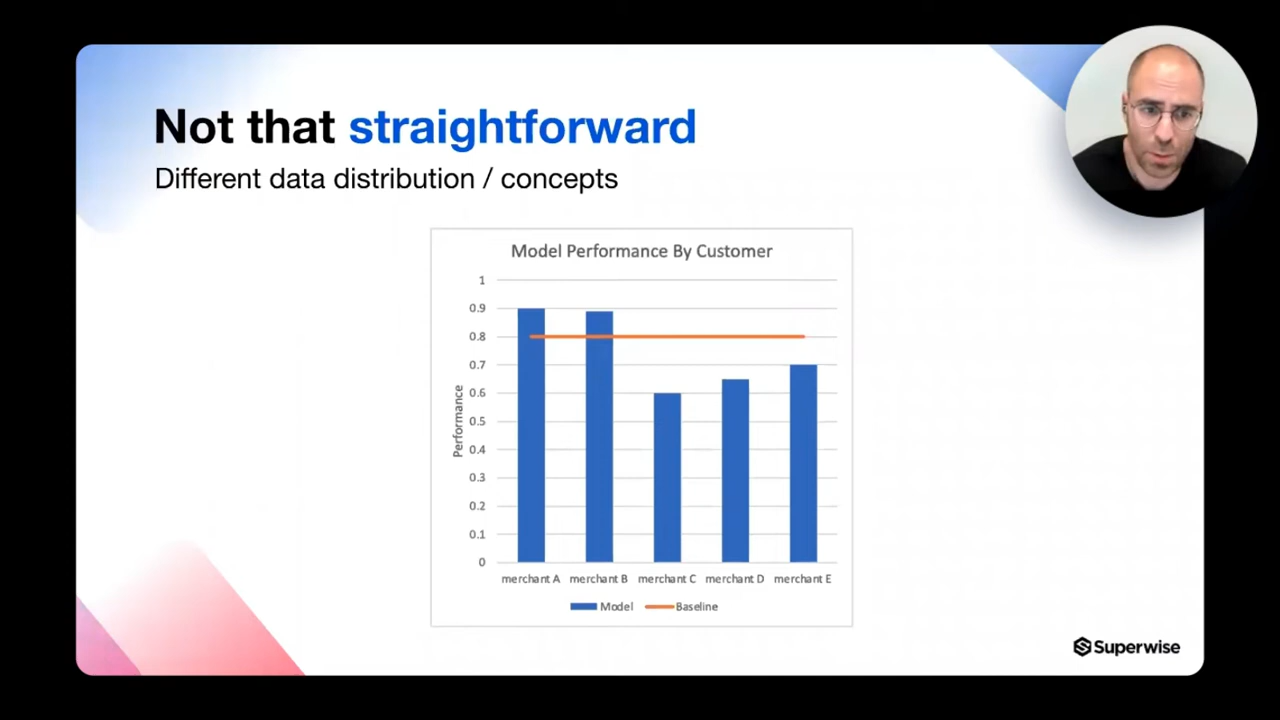 Not that straightforward
Different data distribution / concepts
Model Performance By Customer
1
0.9
0.8
0.7
0.6
0.5
0.4
0.3
0.2
0.1
0
Performance
merchant A merchant B merchant C merchant D merchant E
Model Baseline
Superwise